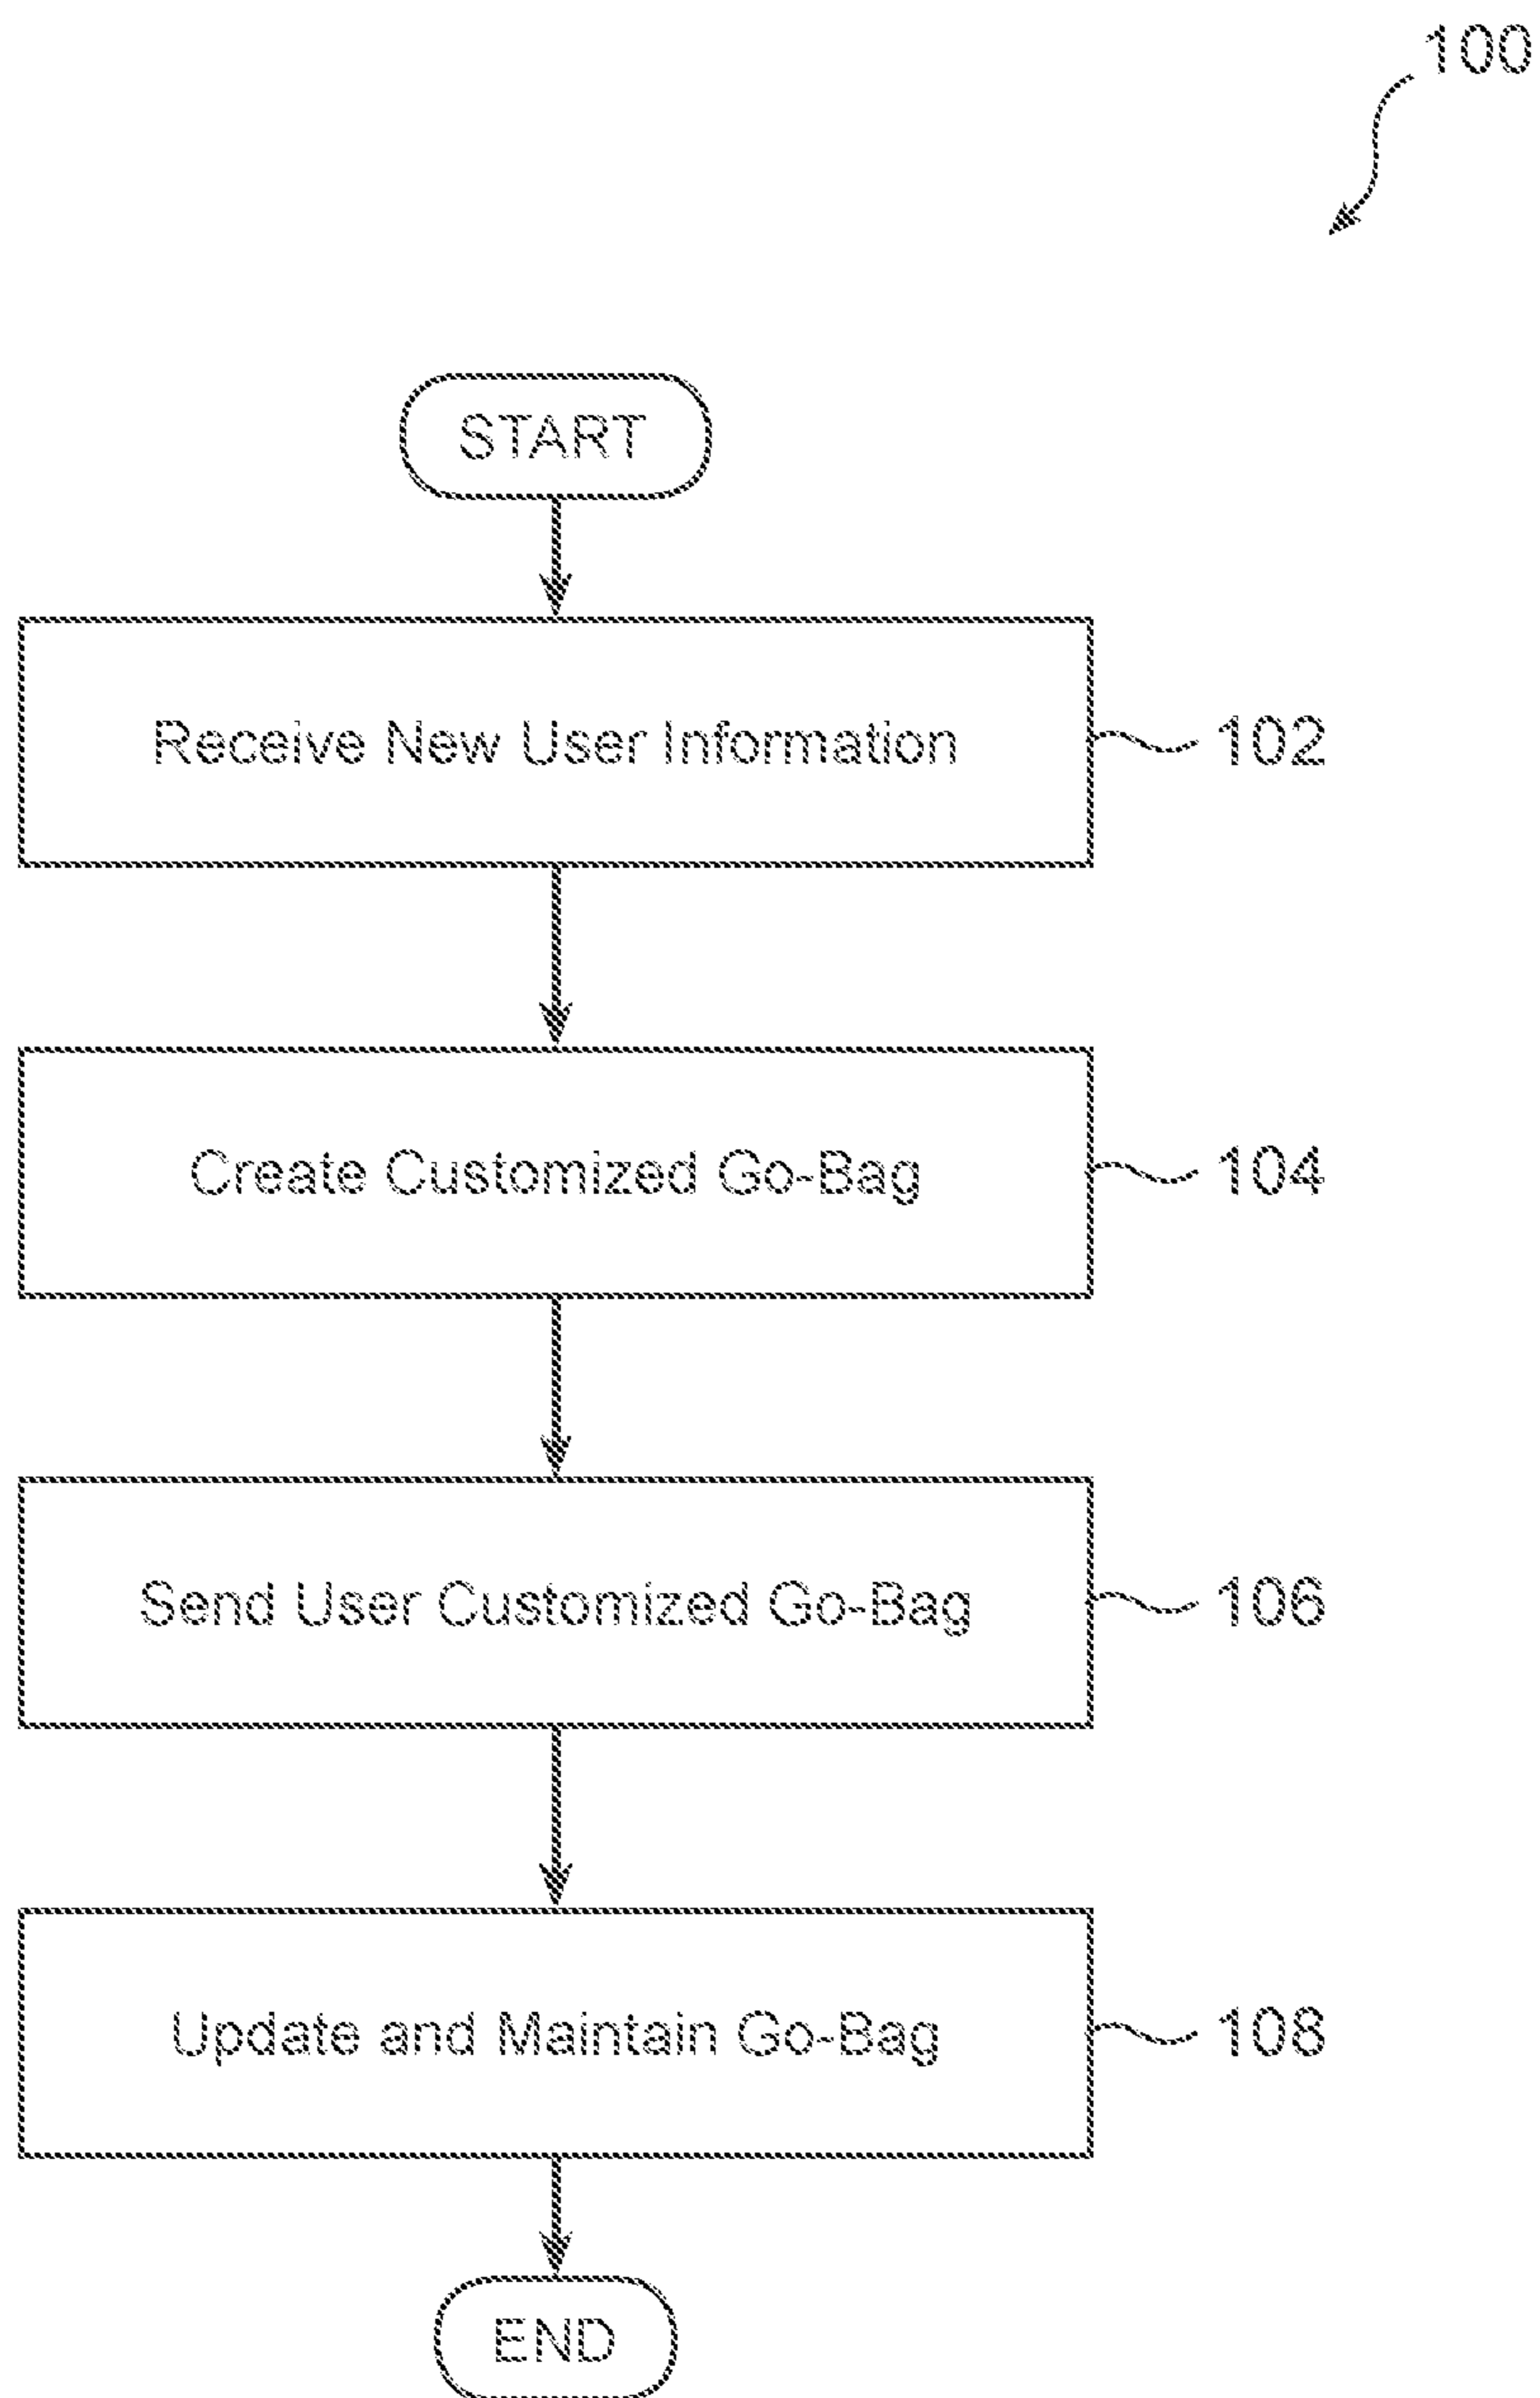 100
START
Receive New User Information
102
Create Customized Go-Bag
104
Send User Customized Go-Bag
106
Update and Maintain Go-Bag
108
END